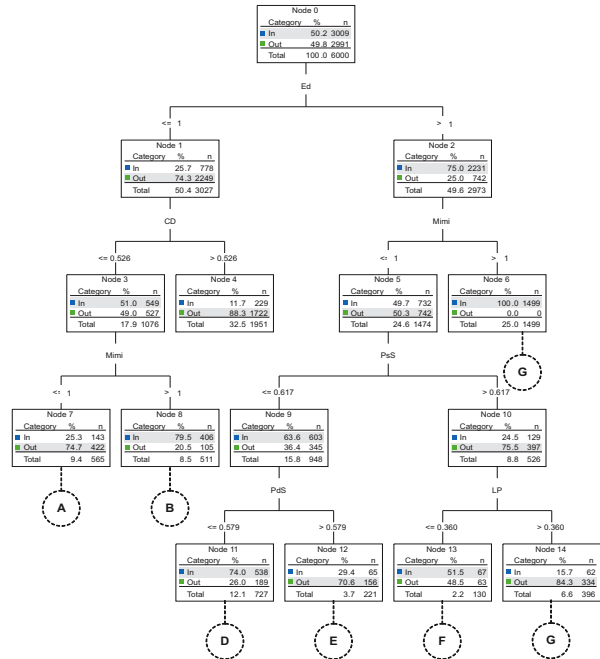 Node 0
Category % n
In 50.2 3009
Out 49.8 2991
Total 100.0 6000
Ed
<= 1
> 1
Node 1
Category % n
In 25.7 778
Out 74.3 2249
Total 50.4 3027
Node 2
Category % n
In 75.0 2231
Out 25.0 742
Total 49.6 2973
CD
Mimi
<= 0.526
> 0.526
<= 1
> 1
Node 3
Category % n
In 51.0 549
Out 49.0 527
Total 17.9 1076
Node 4
Category % n
In 11.7 229
Out 88.3 1722
Total 32.5 1951
Node 5
Category % n
In 49.7 732
Out 50.3 742
Total 24.6 1474
Node 6
Category % n
In 100.0 1499
Out 0.0 0
Total 25.0 1499
Mimi
PsS
G
<= 1
> 1
<= 0.617
> 0.617
Node 7
Category % n
In 25.3 143
Out 74.7 422
Total 9.4 565
Node 8
Category % n
In 79.5 406
Out 20.5 105
Total 8.5 511
Node 9
Category % n
In 63.6 603
Out 36.4 345
Total 15.8 948
Node 10
Category % n
In 24.5 129
Out 75.5 397
Total 8.8 526
A
B
PdS
LP
<= 0.579
> 0.579
<= 0.360
> 0.360
Node 11
Category % n
In 74.0 538
Out 26.0 189
Total 12.1 727
Node 12
Category % n
In 29.4 65
Out 70.6 156
Total 3.7 221
Node 13
Category % n
In 51.5 67
Out 48.5 63
Total 2.2 130
Node 14
Category % n
In 15.7 62
Out 84.3 334
Total 6.6 396
D
E
F
G